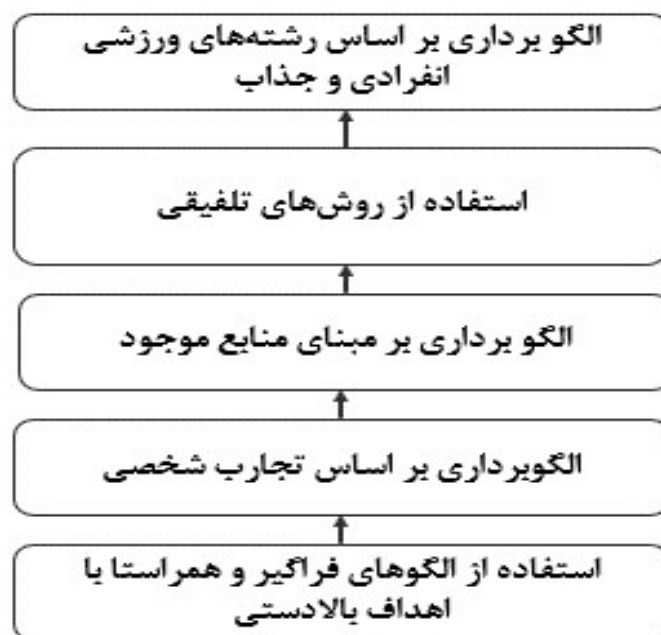 الگو برداری بر اساس رشته‌های ورزشی
انفرادی و جذاب
استفاده از روش‌های تلفیقی
الگو برداری بر مبنای منابع موجود
الگوبرداری بر اساس تجارب شخصی
استفاده از الگوهای فراگیر و همراستا با
اهداف بالادستی